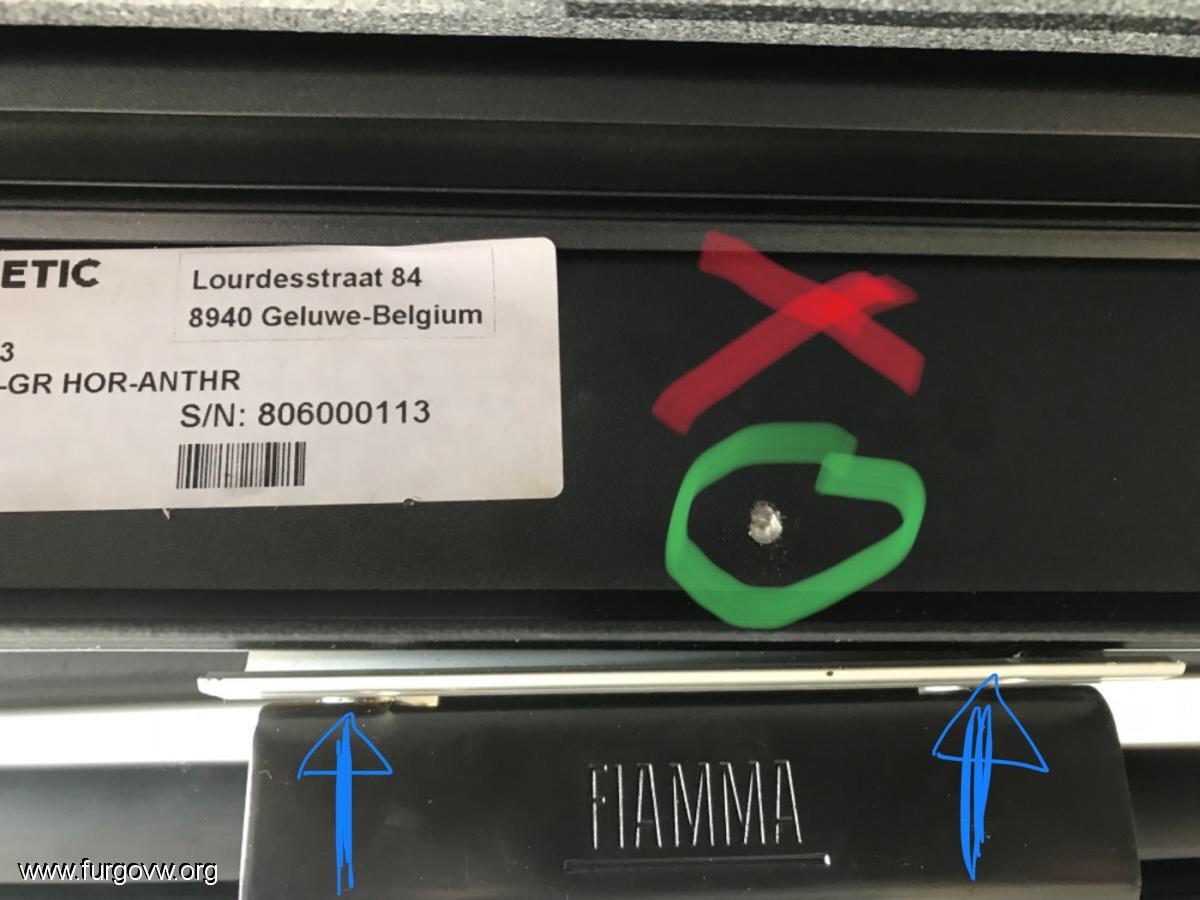 ETIC
Lourdesstraat 84
8940 Geluwe-Belgium
3
-GR HOR-ANTHR
S/N: 806000113
FIAMMA
www.furgovw.org